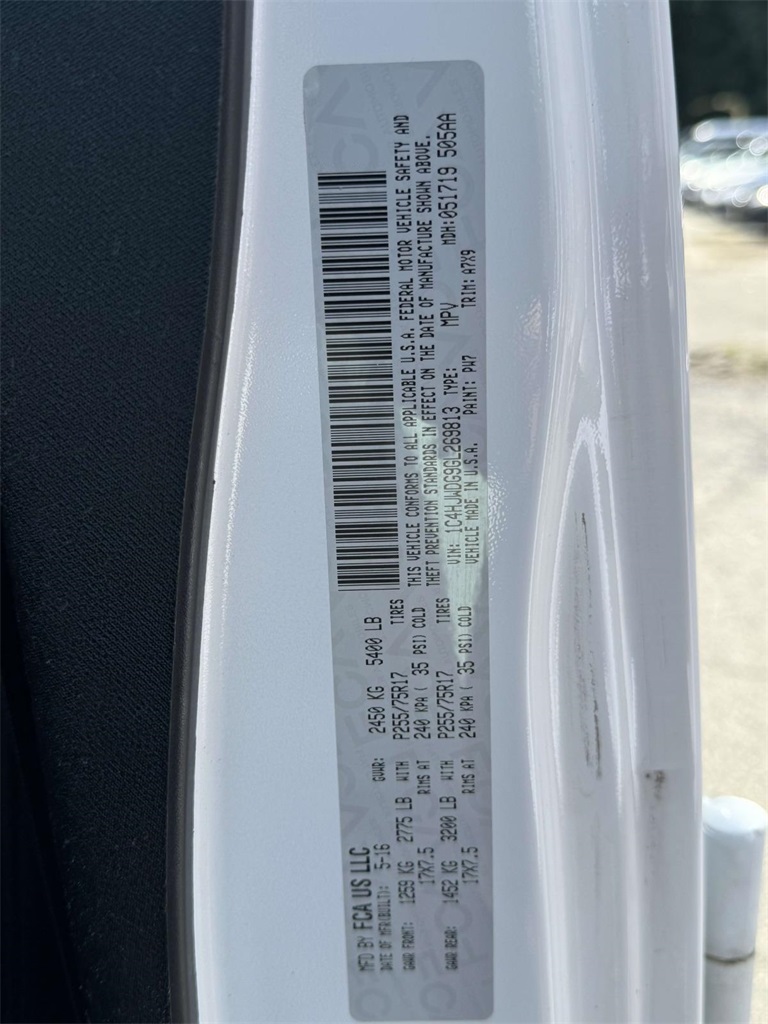 MFD BY FCA US LLC
DATE OF MFR(BUILT): 5-16 GVWR: 2450 KG 5400 LB
GAWR FRONT: 1259 KG 2775 LB WITH P255/75R17 TIRES
17X7.5 RIMS AT 240 KPA ( 35 PSI) COLD
GAWR REAR: 1452 KG 3200 LB WITH P255/75R17 TIRES
17X7.5 RIMS AT 240 KPA ( 35 PSI) COLD
THIS VEHICLE CONFORMS TO ALL APPLICABLE U.S.A. FEDERAL MOTOR VEHICLE SAFETY AND
THEFT PREVENTION STANDARDS IN EFFECT ON THE DATE OF MANUFACTURE SHOWN ABOVE.
VIN: 1C4HJWDG9GL269813 TYPE: MPV MDH:051719 505AA
VEHICLE MADE IN U.S.A. PAINT: PW7 TRIM: A7X9